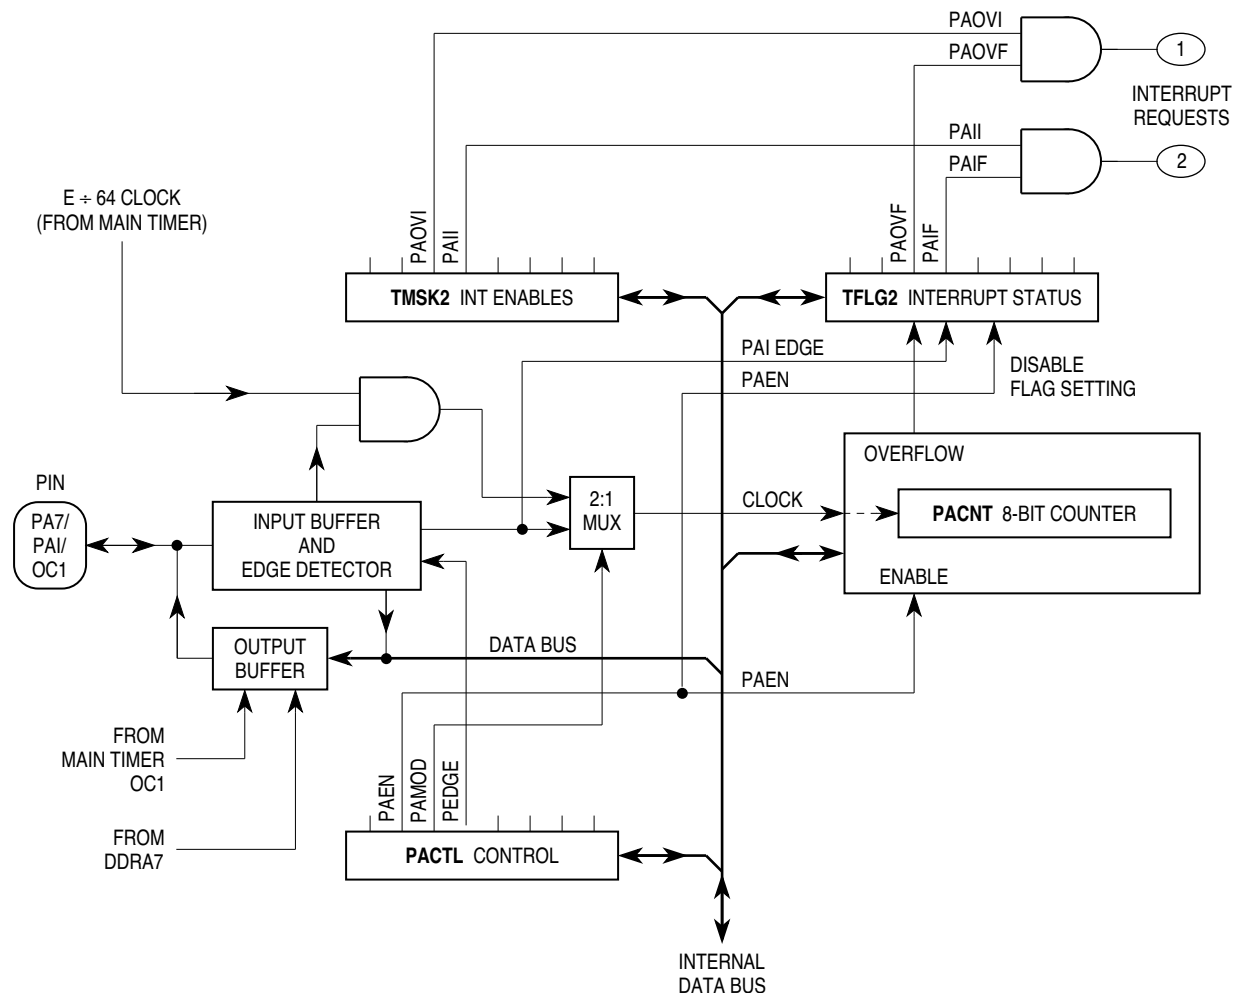 PAOVI
PAOVF
1
INTERRUPT
REQUESTS
PAII
PAIF
2
E ÷ 64 CLOCK
(FROM MAIN TIMER)
PAOVI
PAII
PAOVF
PAIF
TMSK2 INT ENABLES
TFLG2 INTERRUPT STATUS
PAI EDGE
PAEN
DISABLE
FLAG SETTING
OVERFLOW
PIN
PA7/
PAI/
OC1
INPUT BUFFER
AND
EDGE DETECTOR
2:1
MUX
CLOCK
PACNT 8-BIT COUNTER
ENABLE
OUTPUT
BUFFER
DATA BUS
PAEN
FROM
MAIN TIMER
OC1
PAEN
PAMOD
PEDGE
FROM
DDRA7
PACTL CONTROL
INTERNAL
DATA BUS